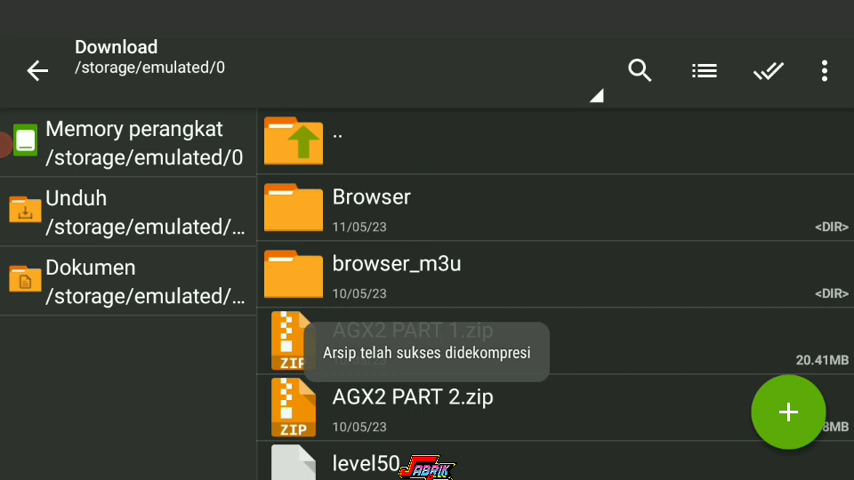 Download
/storage/emulated/0
Memory perangkat
/storage/emulated/0
Unduh
/storage/emulated/...
Dokumen
/storage/emulated/...
..
Browser
11/05/23
<DIR>
browser_m3u
10/05/23
<DIR>
ZIP
AGX2 PART 1.zip
20.41MB
Arsip telah sukses didekompresi
ZIP
AGX2 PART 2.zip
10/05/23
8MB
level50
JABRIK